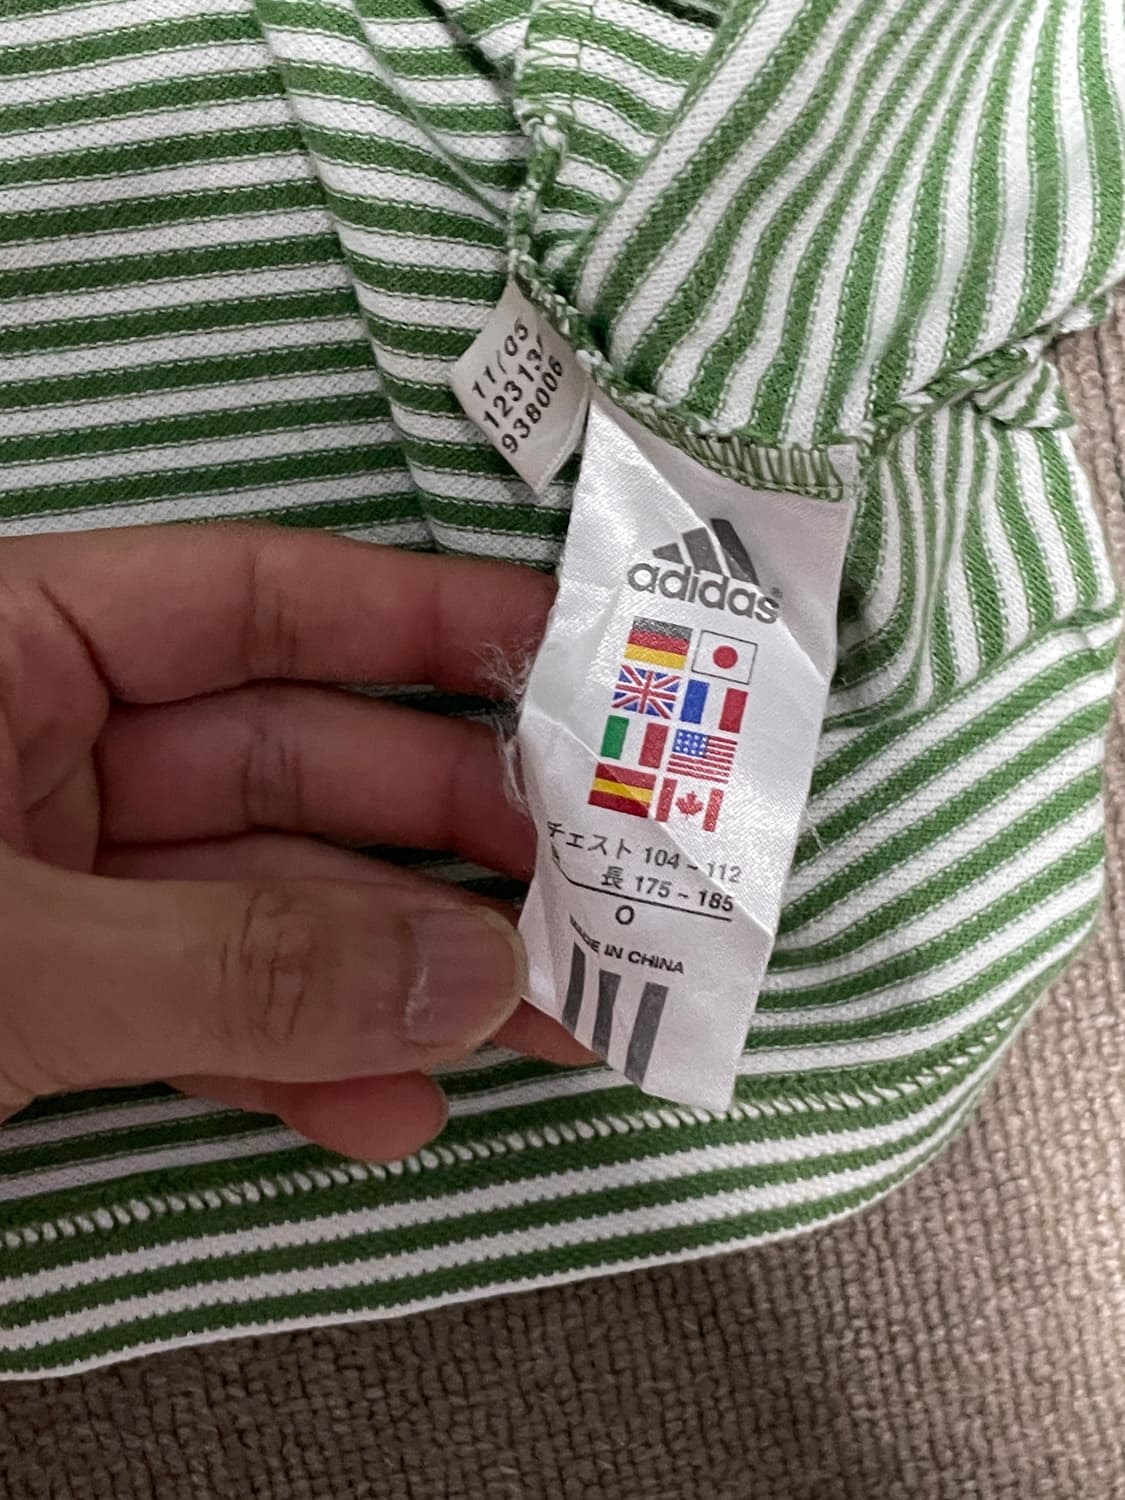 11/05
12313
938006
adidas®
チェスト 104 - 112
長 175 - 185
O
MADE IN CHINA